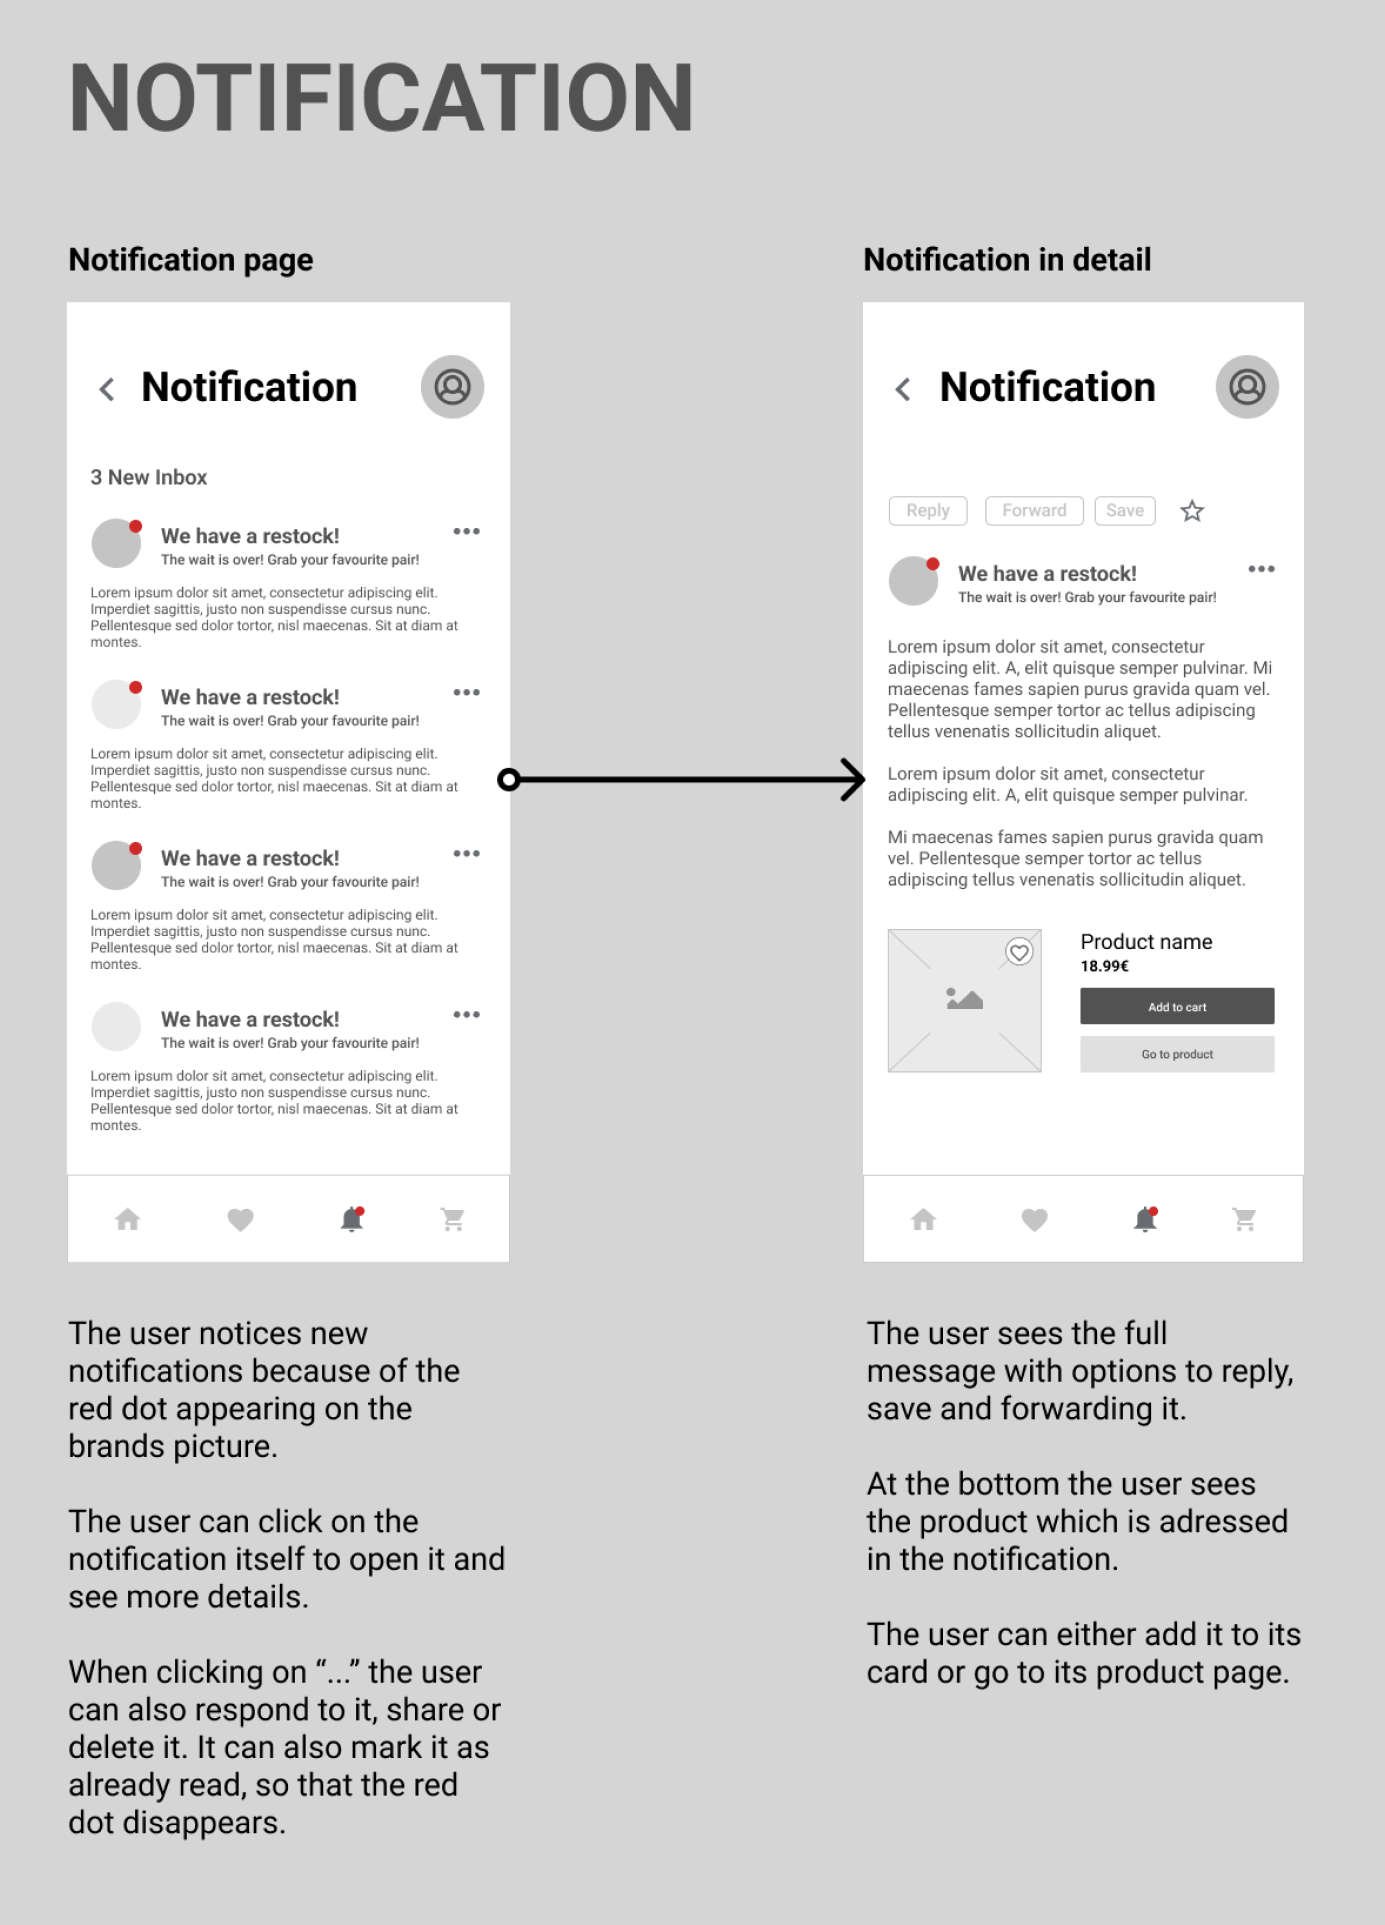 NOTIFICATION
Notification page
Notification
3 New Inbox
We have a restock!
The wait is over! Grab your favourite pair!
Lorem ipsum dolor sit amet, consectetur adipiscing elit.
Imperdiet sagittis, justo non suspendisse cursus nunc.
Pellentesque sed dolor tortor, nisl maecenas. Sit at diam at
montes.
We have a restock!
The wait is over! Grab your favourite pair!
Lorem ipsum dolor sit amet, consectetur adipiscing elit.
Imperdiet sagittis, justo non suspendisse cursus nunc.
Pellentesque sed dolor tortor, nisl maecenas. Sit at diam at
montes.
We have a restock!
The wait is over! Grab your favourite pair!
Lorem ipsum dolor sit amet, consectetur adipiscing elit.
Imperdiet sagittis, justo non suspendisse cursus nunc.
Pellentesque sed dolor tortor, nisl maecenas. Sit at diam at
montes.
We have a restock!
The wait is over! Grab your favourite pair!
Lorem ipsum dolor sit amet, consectetur adipiscing elit.
Imperdiet sagittis, justo non suspendisse cursus nunc.
Pellentesque sed dolor tortor, nisl maecenas. Sit at diam at
montes.
The user notices new
notifications because of the
red dot appearing on the
brands picture.
The user can click on the
notification itself to open it and
see more details.
When clicking on “...” the user
can also respond to it, share or
delete it. It can also mark it as
already read, so that the red
dot disappears.
Notification in detail
Notification
Reply Forward Save
We have a restock!
The wait is over! Grab your favourite pair!
Lorem ipsum dolor sit amet, consectetur
adipiscing elit. A, elit quisque semper pulvinar. Mi
maecenas fames sapien purus gravida quam vel.
Pellentesque semper tortor ac tellus adipiscing
tellus venenatis sollicitudin aliquet.
Lorem ipsum dolor sit amet, consectetur
adipiscing elit. A, elit quisque semper pulvinar.
Mi maecenas fames sapien purus gravida quam
vel. Pellentesque semper tortor ac tellus
adipiscing tellus venenatis sollicitudin aliquet.
Product name
18.99€
Add to cart
Go to product
The user sees the full
message with options to reply,
save and forwarding it.
At the bottom the user sees
the product which is adressed
in the notification.
The user can either add it to its
card or go to its product page.